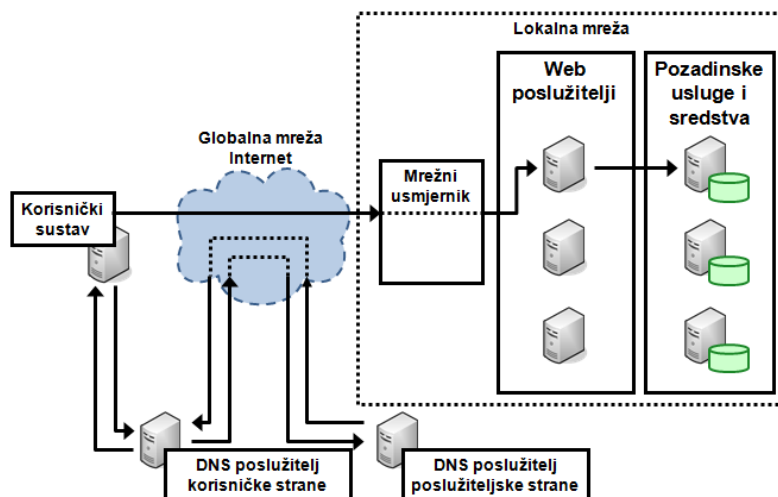 Lokalna mreža
Web
poslužitelji
Pozadinske
usluge i
sredstva
Globalna mreža
Internet
Mrežni
usmjernik
Korisnički
sustav
DNS poslužitelj
korisničke strane
DNS poslužitelj
poslužiteljske strane